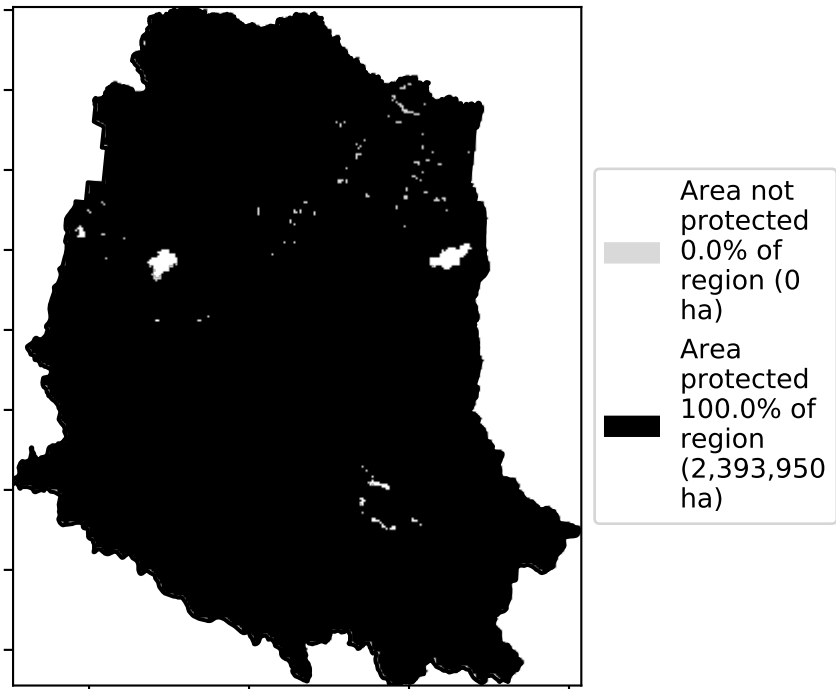 Area not
protected
0.0% of
region (0
ha)
Area
protected
100.0% of
region
(2,393,950
ha)